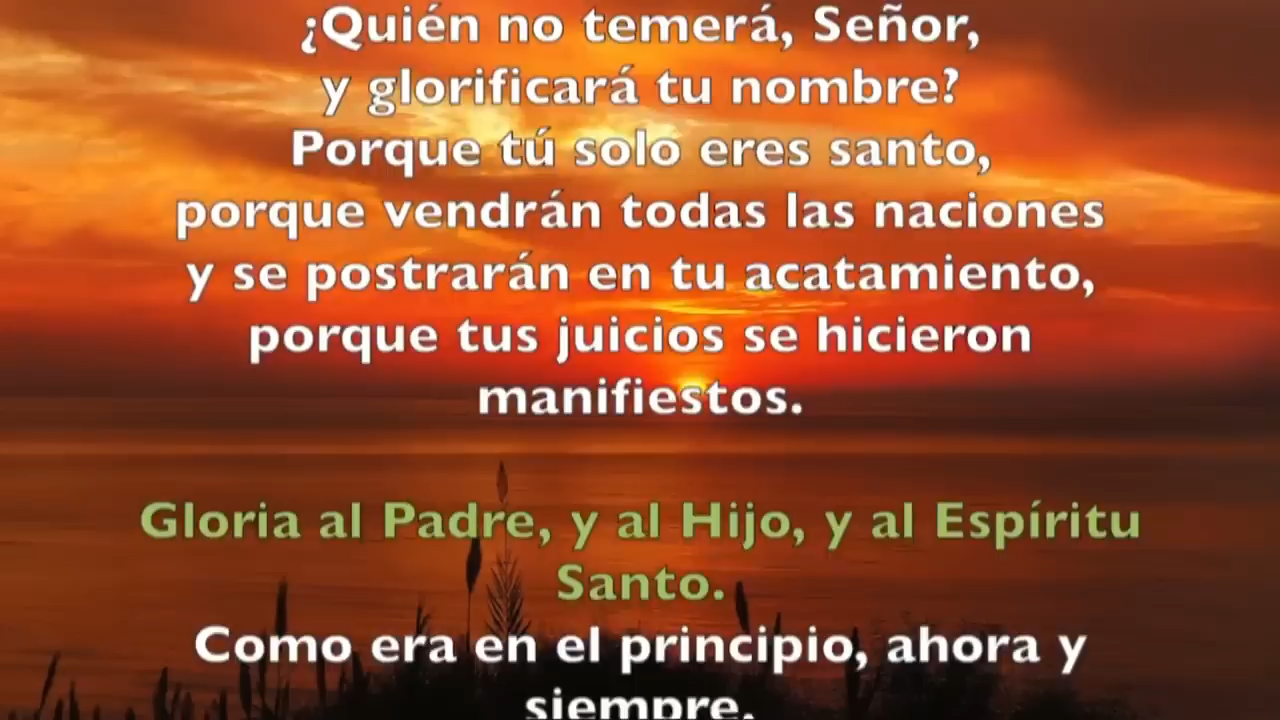 ¿Quién no temerá, Señor,
y glorificará tu nombre?
Porque tú solo eres santo,
porque vendrán todas las naciones
y se postrarán en tu acatamiento,
porque tus juicios se hicieron
manifiestos.
Gloria al Padre, y al Hijo, y al Espíritu
Santo.
Como era en el principio, ahora y
siempre,